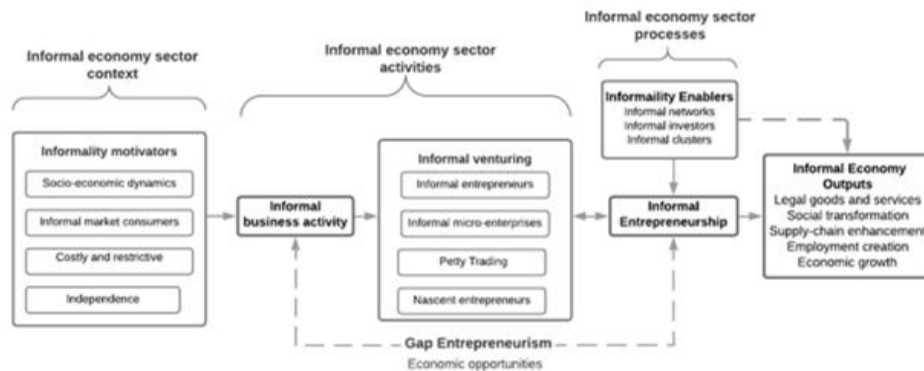 Informal economy sector
context
Informal economy sector
activities
Informal economy sector
processes
Informality motivators
Socio-economic dynamics
Informal market consumers
Costly and restrictive
Independence
Informal
business activity
Informal venturing
Informal entrepreneurs
Informal micro-enterprises
Petty Trading
Nascent entrepreneurs
Informaility Enablers
Informal networks
Informal investors
Informal clusters
Informal
Entrepreneurship
Informal Economy
Outputs
Legal goods and services
Social transformation
Supply-chain enhancement
Employment creation
Economic growth
Gap Entrepreneurism
Economic opportunities